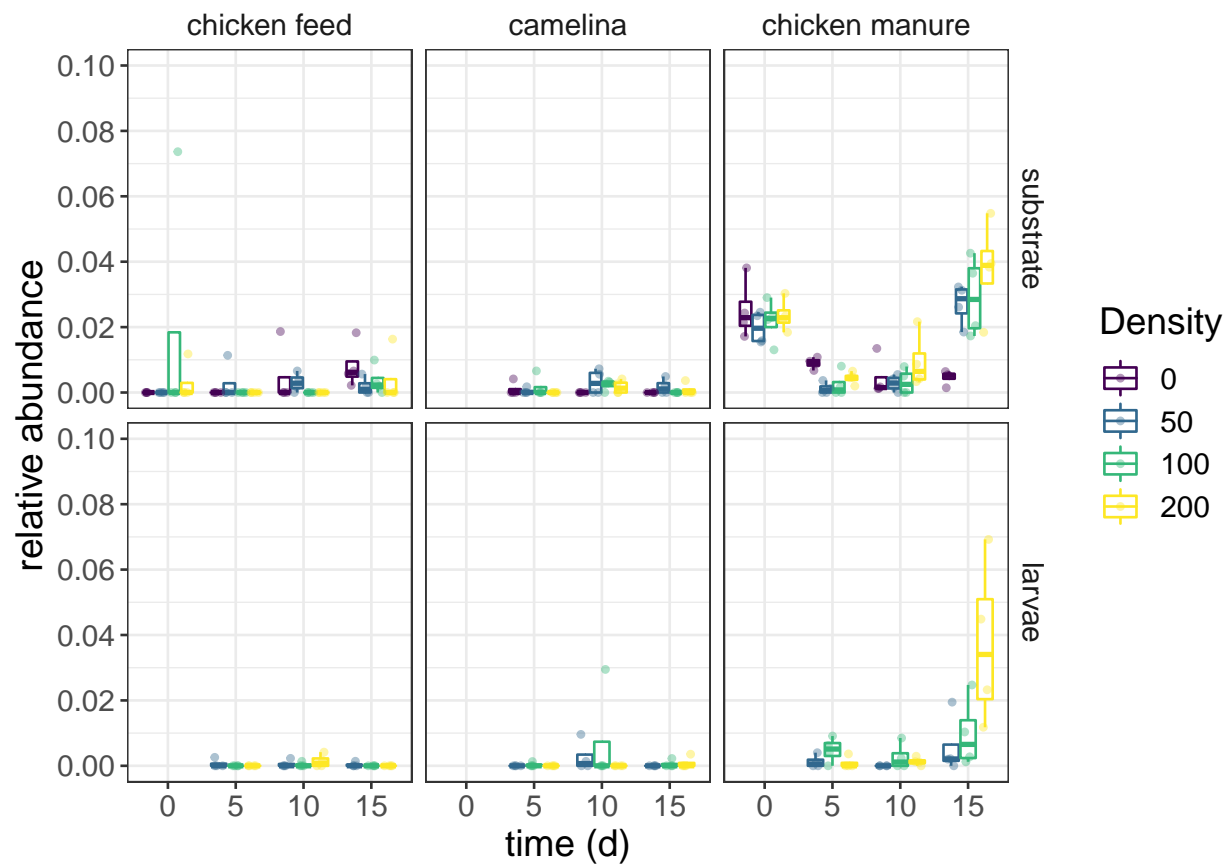 chicken feed camelina chicken manure
0.10
0.08
0.06
0.04
0.02
0.00
substrate
0.10
0.08
0.06
0.04
0.02
0.00
larvae
relative abundance
0 5 10 15 0 5 10 15 0 5 10 15
time (d)
Density
0
50
100
200